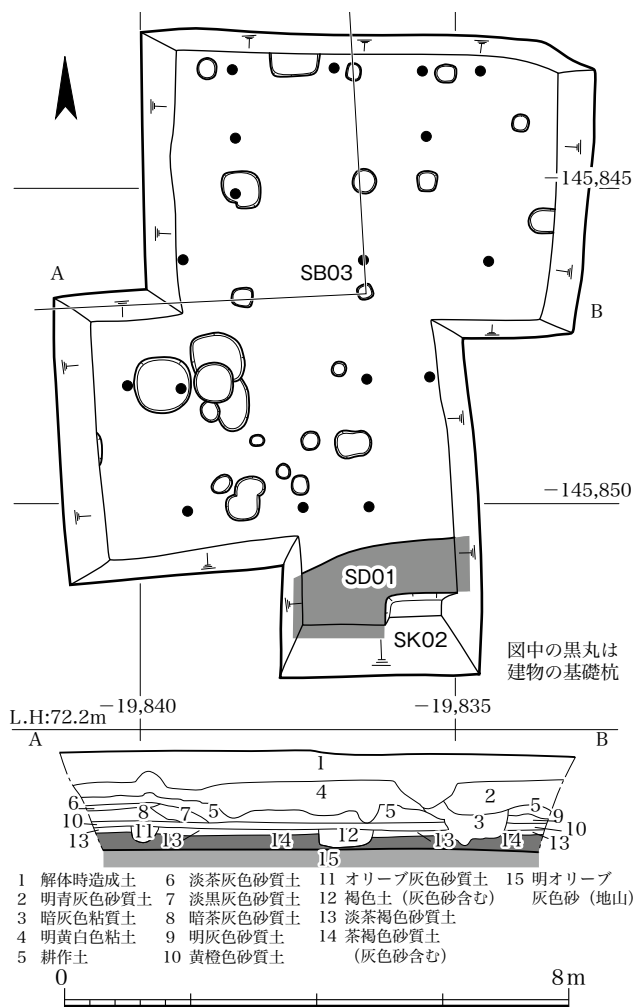 −145,845
SB03
A
B
−145,850
SD01
SK02
図中の黒丸は
建物の基礎杭
−19,840
−19,835
L.H:72.2m
A
B
1
4
2
6
5
5
5
8
7
3
9
10
11
12
10
13
13
14
13
14
13
15
1 解体時造成土
2 明青灰色砂質土
3 暗灰色粘質土
4 明黄白色粘土
5 耕作土
6 淡茶灰色砂質土
7 淡黒灰色砂質土
8 暗茶灰色砂質土
9 明灰色砂質土
10 黄橙色砂質土
11 オリーブ灰色砂質土
12 褐色土（灰色砂含む）
13 淡茶褐色砂質土
14 茶褐色砂質土
（灰色砂含む）
15 明オリーブ
灰色砂（地山）
0
8m